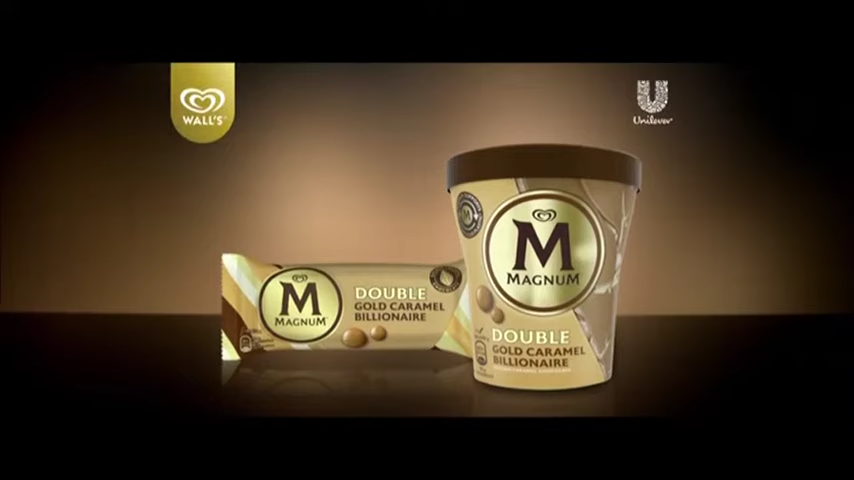 WALL'S
Unilever
M
MAGNUM
DOUBLE
GOLD CARAMEL
BILLIONAIRE
M
MAGNUM
DOUBLE
GOLD CARAMEL
BILLIONAIRE